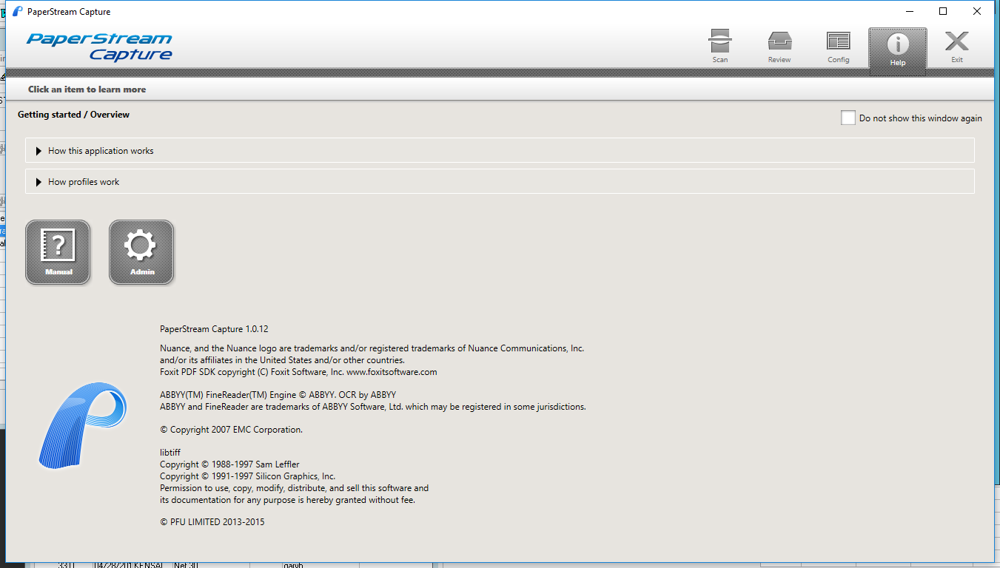 PaperStream Capture
PaperStream
Capture
Scan
Review
Config
Help
Exit
Click an item to learn more
Getting started / Overview
Do not show this window again
How this application works
How profiles work
?
Manual
Admin
PaperStream Capture 1.0.12
Nuance, and the Nuance logo are trademarks and/or registered trademarks of Nuance Communications, Inc.
and/or its affiliates in the United States and/or other countries.
Foxit PDF SDK copyright (C) Foxit Software, Inc. www.foxitsoftware.com
ABBYY(TM) FineReader(TM) Engine © ABBYY. OCR by ABBYY
ABBYY and FineReader are trademarks of ABBYY Software, Ltd. which may be registered in some jurisdictions.
© Copyright 2007 EMC Corporation.
libtiff
Copyright © 1988-1997 Sam Leffler
Copyright © 1991-1997 Silicon Graphics, Inc.
Permission to use, copy, modify, distribute, and sell this software and
its documentation for any purpose is hereby granted without fee.
© PFU LIMITED 2013-2015
Net 30